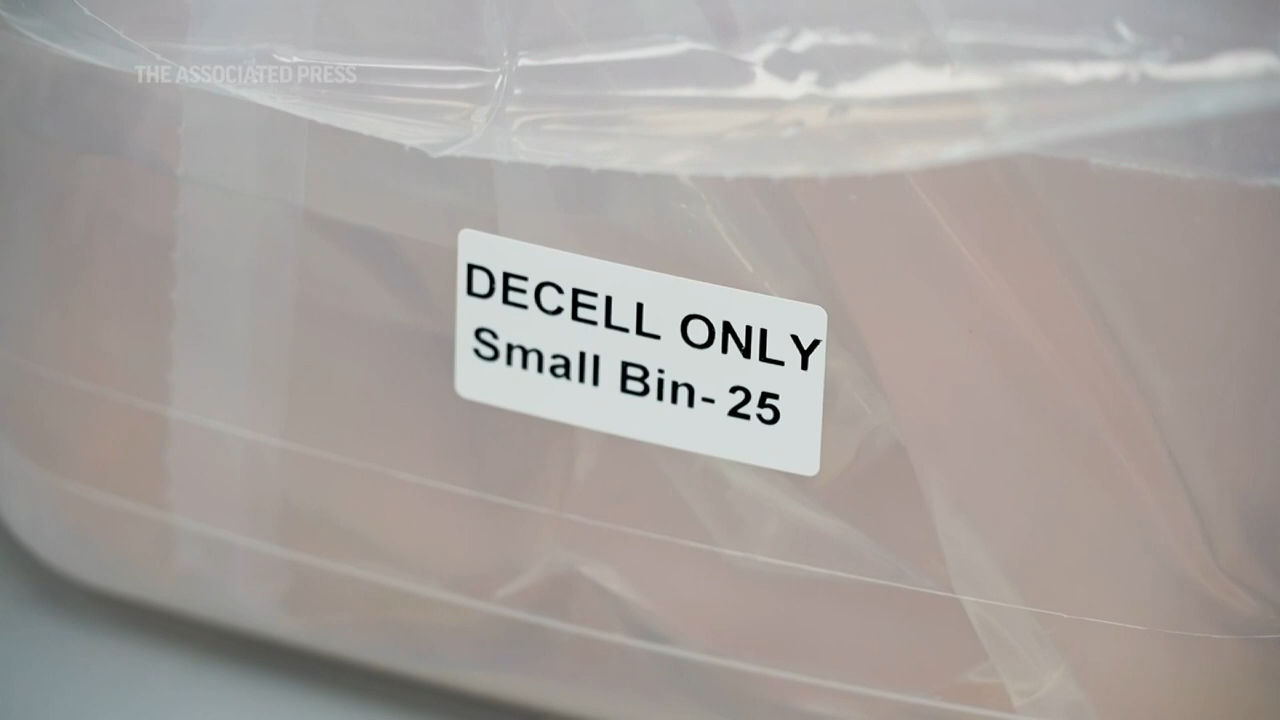 THE ASSOCIATED PRESS
DECELL ONLY
Small Bin- 25